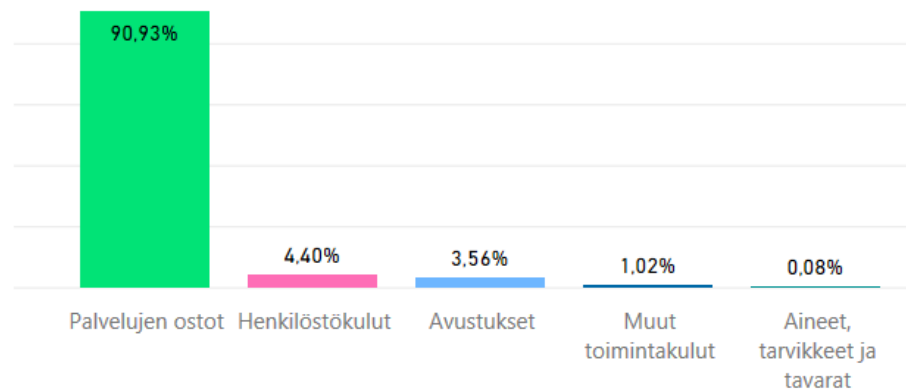 90,93%
4,40%
3,56%
1,02%
0,08%
Palvelujen ostot
Henkilöstökulut
Avustukset
Muut
toimintakulut
Aineet,
tarvikkeet ja
tavarat